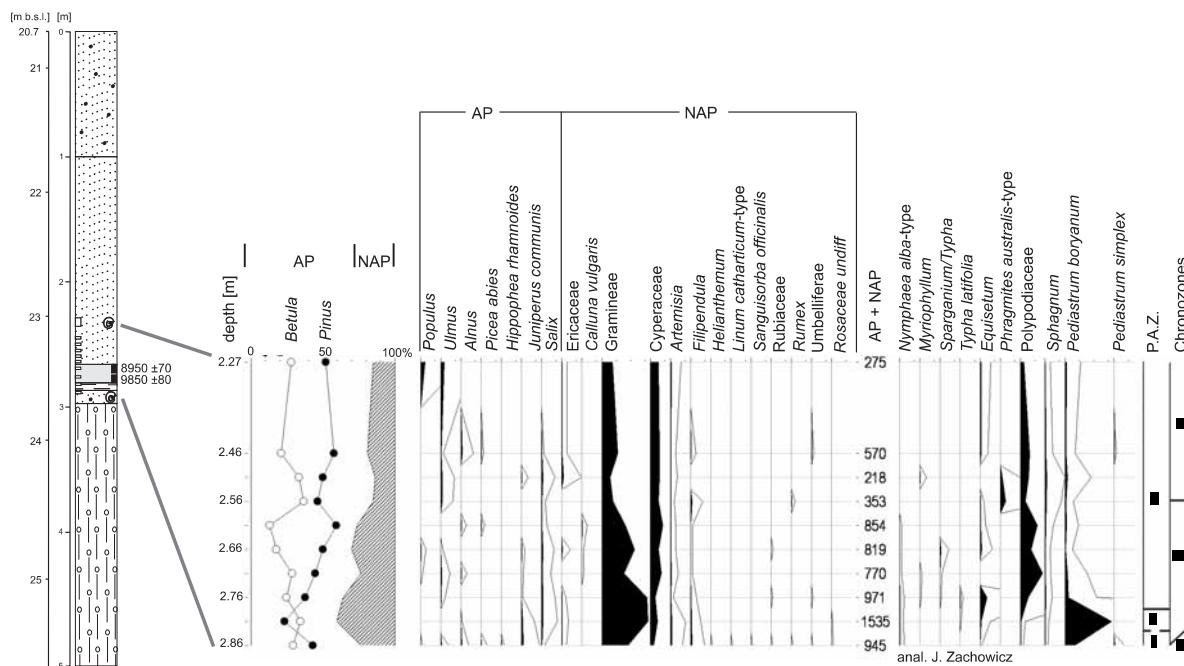 [m b.s.l.] [m]
20.7
21
22
23
24
25
0
1
2
3
4
5
8950 ±70
9850 ±80
depth [m]
AP
NAP
Betula
Pinus
0
50
100%
2.27
2.46
2.56
2.66
2.76
2.86
AP
NAP
Populus
Ulmus
Alnus
Picea abies
Hippophea rhamnoides
Juniperus communis
Salix
Ericaceae
Calluna vulgaris
Gramineae
Cyperaceae
Artemisia
Filipendula
Helianthemum
Linum catharticum-type
Sanguisorba officinalis
Rubiaceae
Rumex
Umbelliferae
Rosaceae undiff
AP + NAP
275
570
218
353
854
819
770
971
1535
945
Nymphaea alba-type
Myriophyllum
Sparganium/Typha
Typha latifolia
Equisetum
Phragmites australis-type
Polypodiaceae
Sphagnum
Pediastrum boryanum
Pediastrum simplex
P.A.Z.
Chronozones
anal. J. Zachowicz